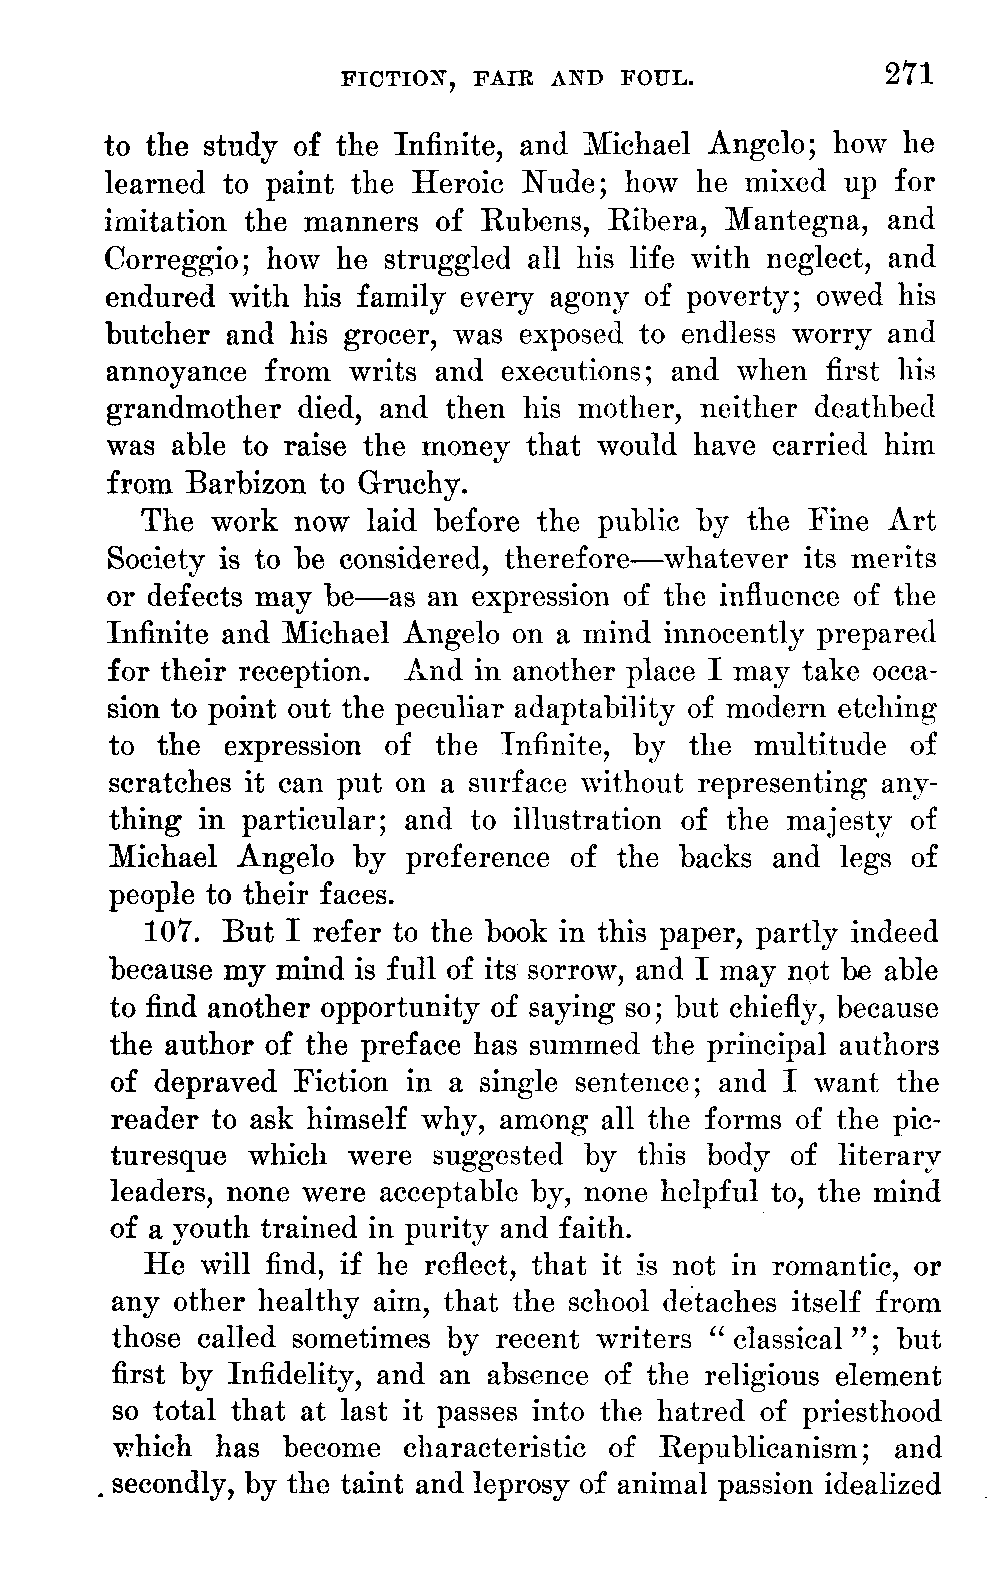 FICTION, FAIR AND FOUL. 271
to the study of the Infinite, and Michael Angelo; how he
learned to paint the Heroic Nude; how he mixed up for
imitation the manners of Rubens, Ribera, Mantegna, and
Correggio; how he struggled all his life with neglect, and
endured with his family every agony of poverty; owed his
butcher and his grocer, was exposed to endless worry and
annoyance from writs and executions; and when first his
grandmother died, and then his mother, neither deathbed
was able to raise the money that would have carried him
from Barbizon to Gruchy.
The work now laid before the public by the Fine Art
Society is to be considered, therefore—whatever its merits
or defects may be—as an expression of the influence of the
Infinite and Michael Angelo on a mind innocently prepared
for their reception. And in another place I may take occa-
sion to point out the peculiar adaptability of modern etching
to the expression of the Infinite, by the multitude of
scratches it can put on a surface without representing any-
thing in particular; and to illustration of the majesty of
Michael Angelo by preference of the backs and legs of
people to their faces.
107. But I refer to the book in this paper, partly indeed
because my mind is full of its sorrow, and I may not be able
to find another opportunity of saying so; but chiefly, because
the author of the preface has summed the principal authors
of depraved Fiction in a single sentence; and I want the
reader to ask himself why, among all the forms of the pic-
turesque which were suggested by this body of literary
leaders, none were acceptable by, none helpful to, the mind
of a youth trained in purity and faith.
He will find, if he reflect, that it is not in romantic, or
any other healthy aim, that the school detaches itself from
those called sometimes by recent writers “classical”; but
first by Infidelity, and an absence of the religious element
so total that at last it passes into the hatred of priesthood
which has become characteristic of Republicanism; and
secondly, by the taint and leprosy of animal passion idealized